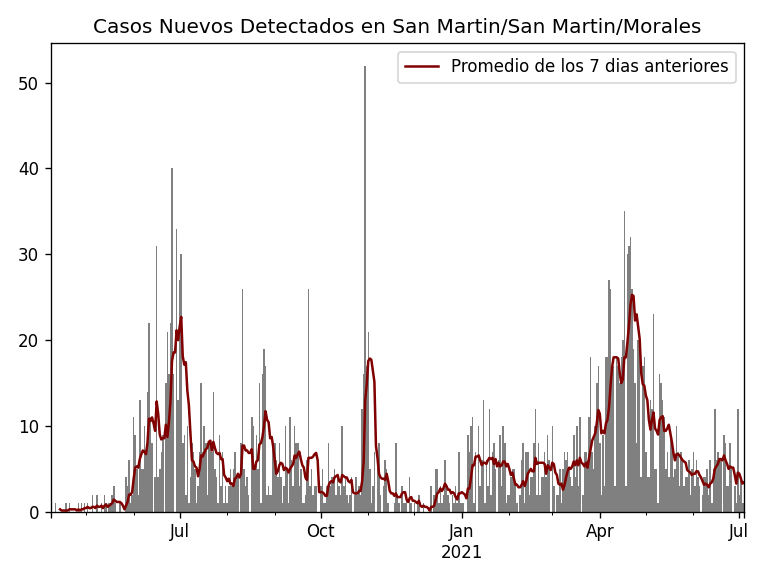 Casos Nuevos Detectados en San Martin/San Martin/Morales
Promedio de los 7 dias anteriores
50
40
30
20
10
0
Jul
Oct
Jan
2021
Apr
Jul